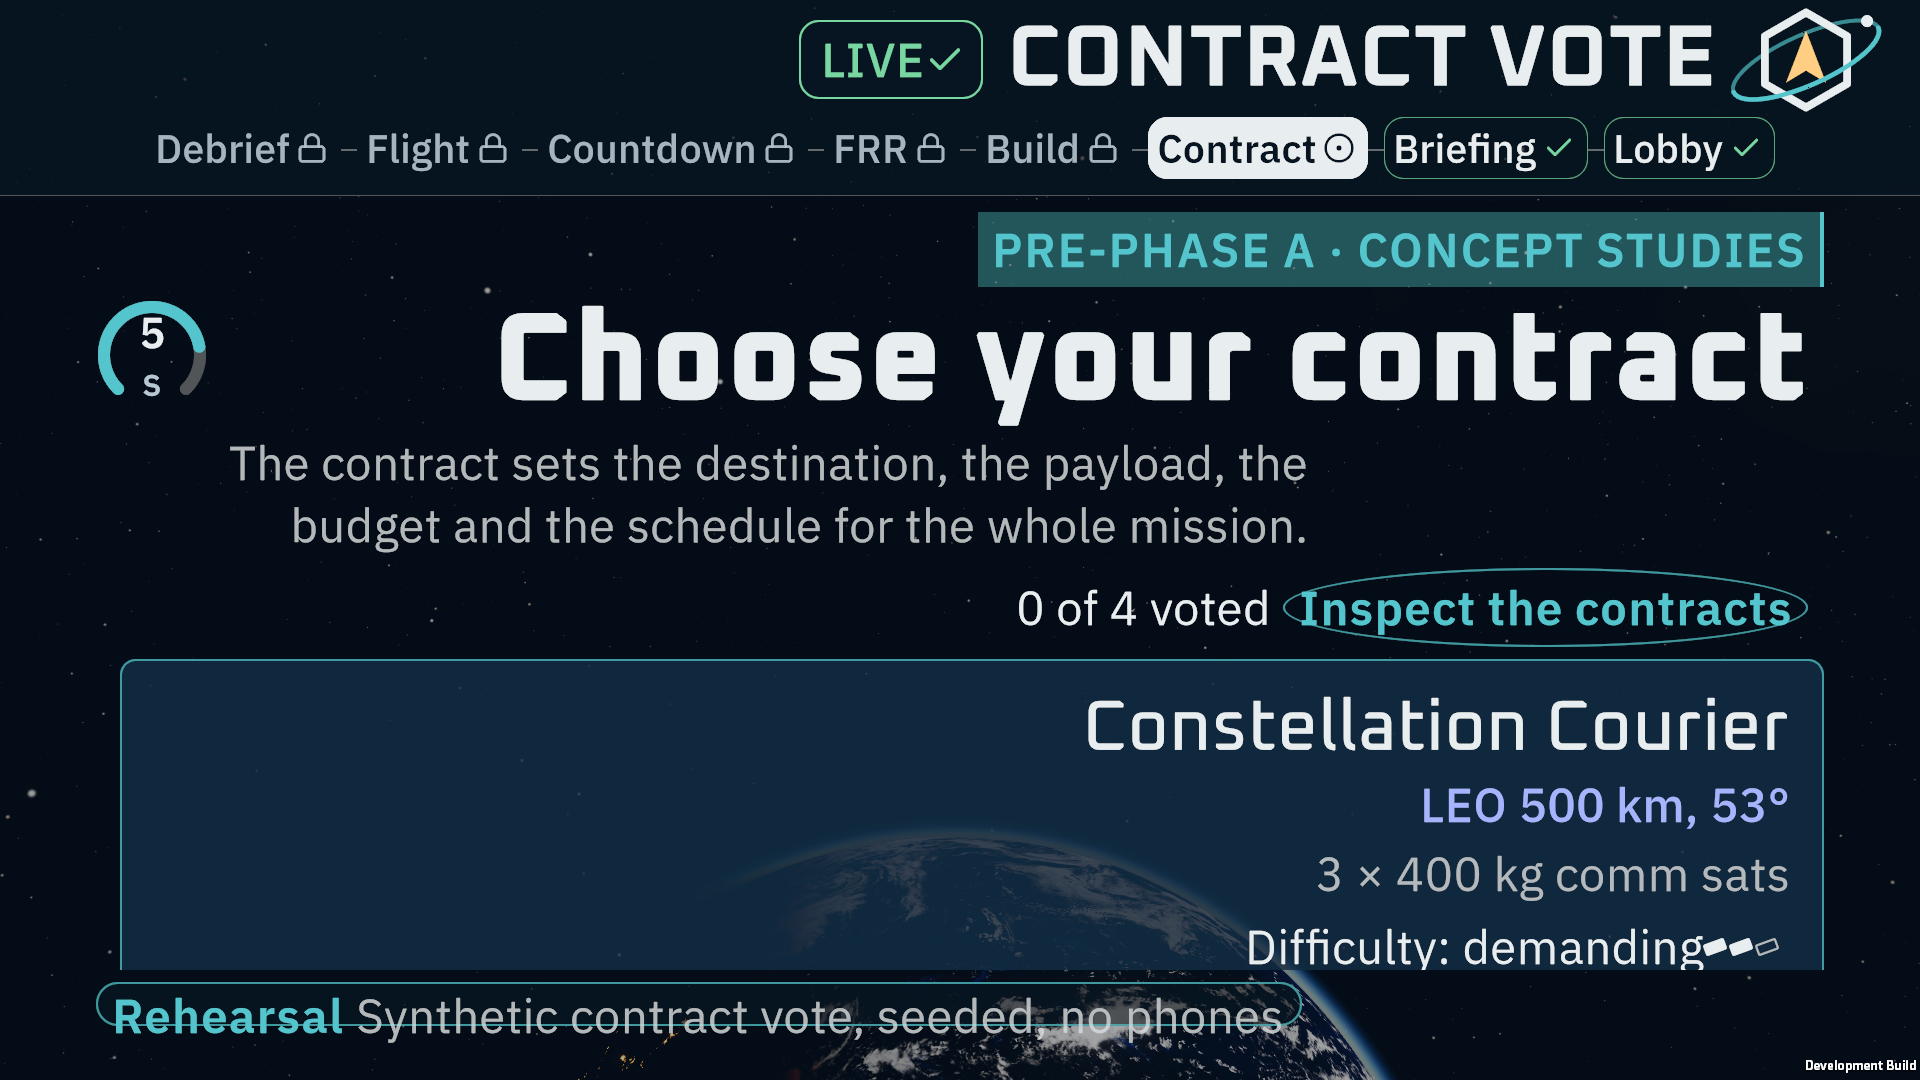 LIVE CONTRACT VOTE
Debrief Flight Countdown FRR Build Contract Briefing Lobby
PRE-PHASE A · CONCEPT STUDIES
5 s
Choose your contract
The contract sets the destination, the payload, the
budget and the schedule for the whole mission.
0 of 4 voted Inspect the contracts
Constellation Courier
LEO 500 km, 53°
3 × 400 kg comm sats
Difficulty: demanding
Rehearsal Synthetic contract vote, seeded, no phones
Development Build